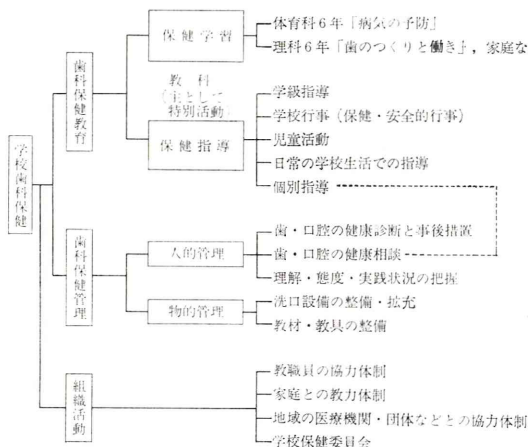 学校歯科保健
歯科保健教育
保健学習
体育科6年「病気の予防」
理科6年「歯のつくりと働き」，家庭な
教科
(主として
特別活動)
保健指導
学級指導
学校行事（保健・安全的行事）
児童活動
日常の学校生活での指導
個別指導
歯科保健管理
人的管理
歯・口腔の健康診断と事後措置
歯・口腔の健康相談
理解・態度・実践状況の把握
物的管理
洗口設備の整備・拡充
教材・教具の整備
組織活動
教職員の協力体制
家庭との教力体制
地域の医療機関・団体などとの協力体制
学校保健委員会